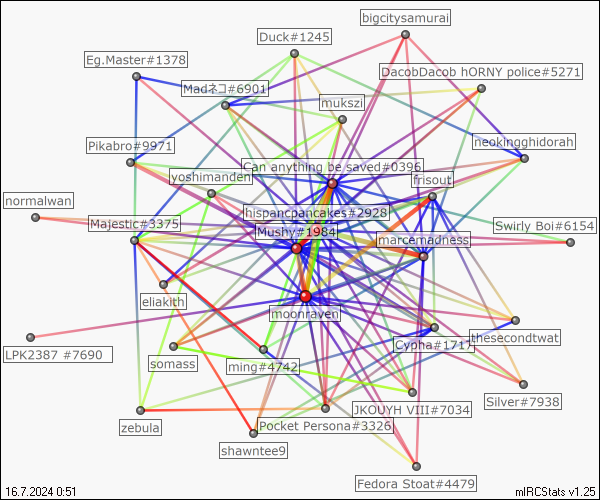 bigcitysamurai
Duck#1245
Eg.Master#1378
DacobDacob hORNY police#5271
Madネコ#6901
mukszi
neokingghidorah
Pikabro#9971
Can anything be saved#0396
yoshimanden
frisout
normalwan
hispancpancakes#2928
Majestic#3375
Mushy#1984
marcemadness
Swirly Boi#6154
eliakith
moonraven
LPK2387 #7690
Cypha#1717
thesecondtwat
somass
ming#4742
Silver#7938
JKOUYH VIII#7034
zebula
Pocket Persona#3326
shawntee9
Fedora Stoat#4479
16.7.2024 0:51
mIRCStats v1.25